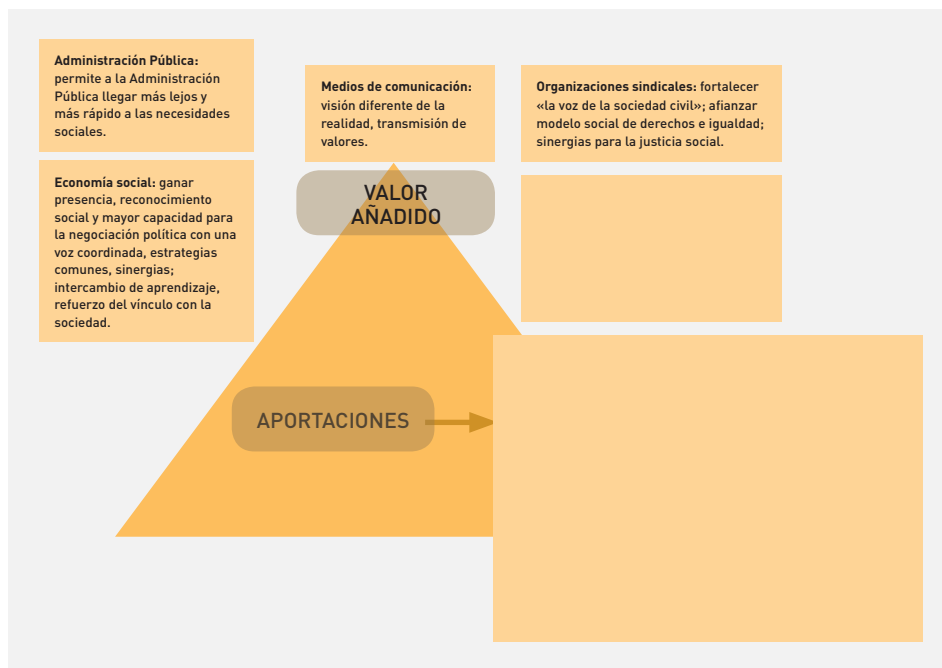 Administración Pública:
permite a la Administración
Pública llegar más lejos y
más rápido a las necesidades
sociales.
Economía social: ganar
presencia, reconocimiento
social y mayor capacidad para
la negociación política con una
voz coordinada, estrategias
comunes, sinergias;
intercambio de aprendizaje,
refuerzo del vínculo con la
sociedad.
Medios de comunicación:
visión diferente de la
realidad, transmisión de
valores.
Organizaciones sindicales: fortalecer
«la voz de la sociedad civil»; afianzar
modelo social de derechos e igualdad;
sinergias para la justicia social.
VALOR
AÑADIDO
APORTACIONES